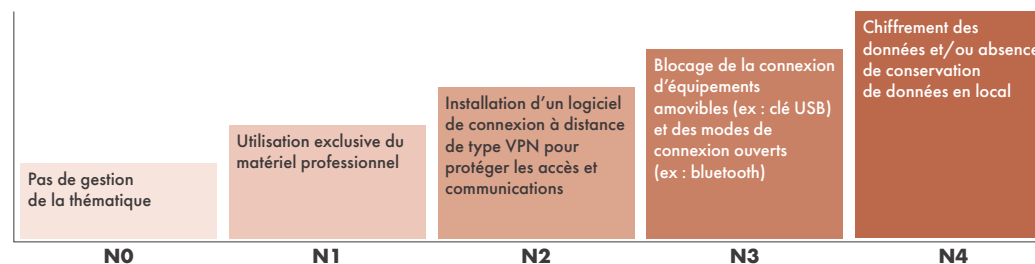 Pas de gestion
de la thématique
Utilisation exclusive du
matériel professionnel
Installation d’un logiciel
de connexion à distance
de type VPN pour
protéger les accès et
communications
Blocage de la connexion
d’équipements
amovibles (ex : clé USB)
et des modes de
connexion ouverts
(ex : bluetooth)
Chiffrement des
données et/ou absence
de conservation
de données en local
N0
N1
N2
N3
N4